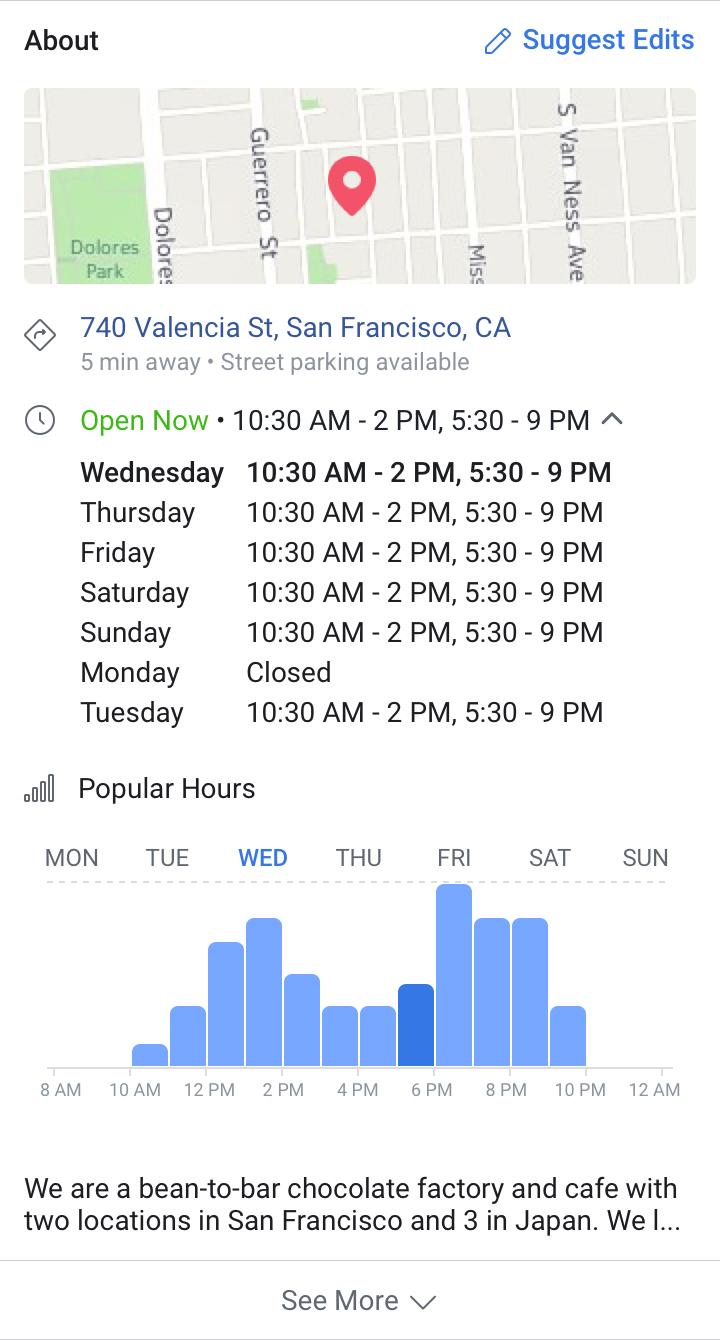 About
Suggest Edits
Guerrero St
S Van Ness Ave
Dolores
Dolores
Park
740 Valencia St, San Francisco, CA
5 min away • Street parking available
Open Now • 10:30 AM - 2 PM, 5:30 - 9 PM
Wednesday 10:30 AM - 2 PM, 5:30 - 9 PM
Thursday 10:30 AM - 2 PM, 5:30 - 9 PM
Friday 10:30 AM - 2 PM, 5:30 - 9 PM
Saturday 10:30 AM - 2 PM, 5:30 - 9 PM
Sunday 10:30 AM - 2 PM, 5:30 - 9 PM
Monday Closed
Tuesday 10:30 AM - 2 PM, 5:30 - 9 PM
Popular Hours
MON TUE WED THU FRI SAT SUN
8 AM 10 AM 12 PM 2 PM 4 PM 6 PM 8 PM 10 PM 12 AM
We are a bean-to-bar chocolate factory and cafe with
two locations in San Francisco and 3 in Japan. We l...
See More